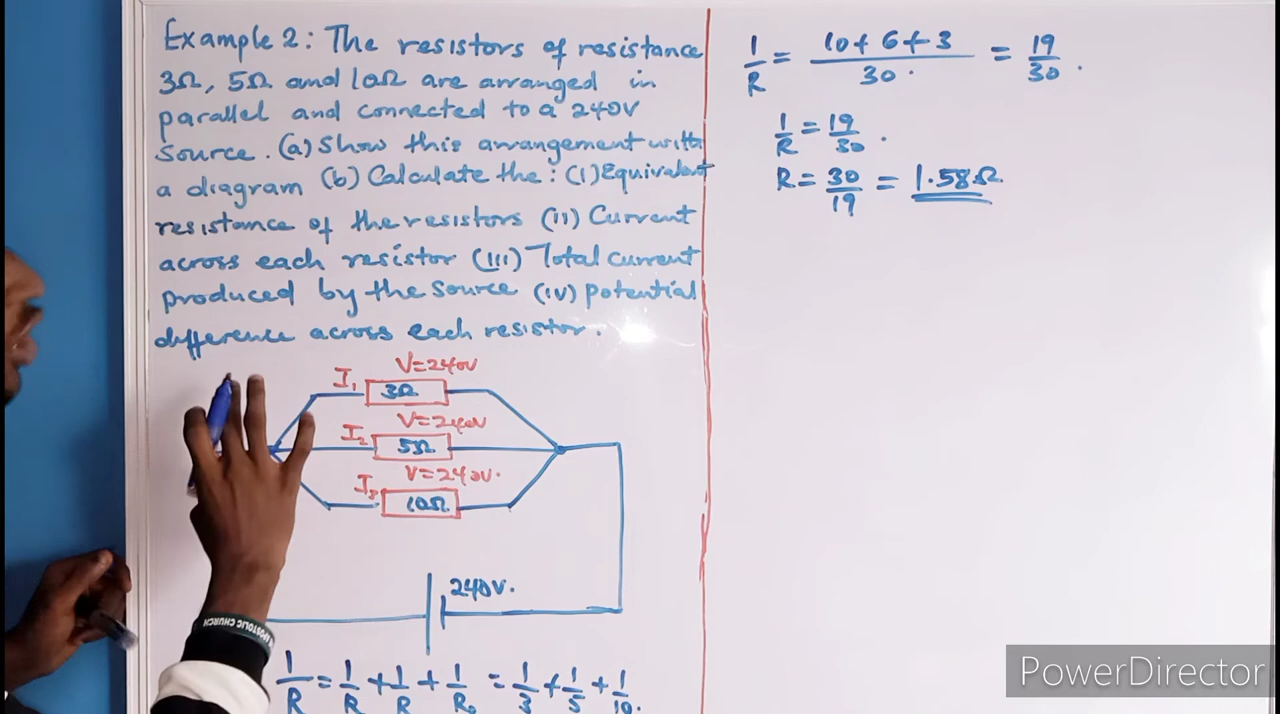 Example 2: The resistors of resistance
3Ω, 5Ω and 10Ω are arranged in
parallel and connected to a 240V
Source. (a) Show this arrangement with
a diagram (b) Calculate the: (i) Equivalent
resistance of the resistors (ii) Current
across each resistor (iii) Total current
produced by the source (iv) potential
difference across each resistor.
V=240V
I₁ 3Ω
V=240V
I₂ 5Ω
V=240V.
I₃ 10Ω
240V.
1/R = 1/R + 1/R + 1/R = 1/3 + 1/5 + 1/10.
1/R = 10+6+3/30 = 19/30.
1/R = 19/30.
R = 30/19 = 1.58Ω
APOSTOLIC CHURCH
PowerDirector